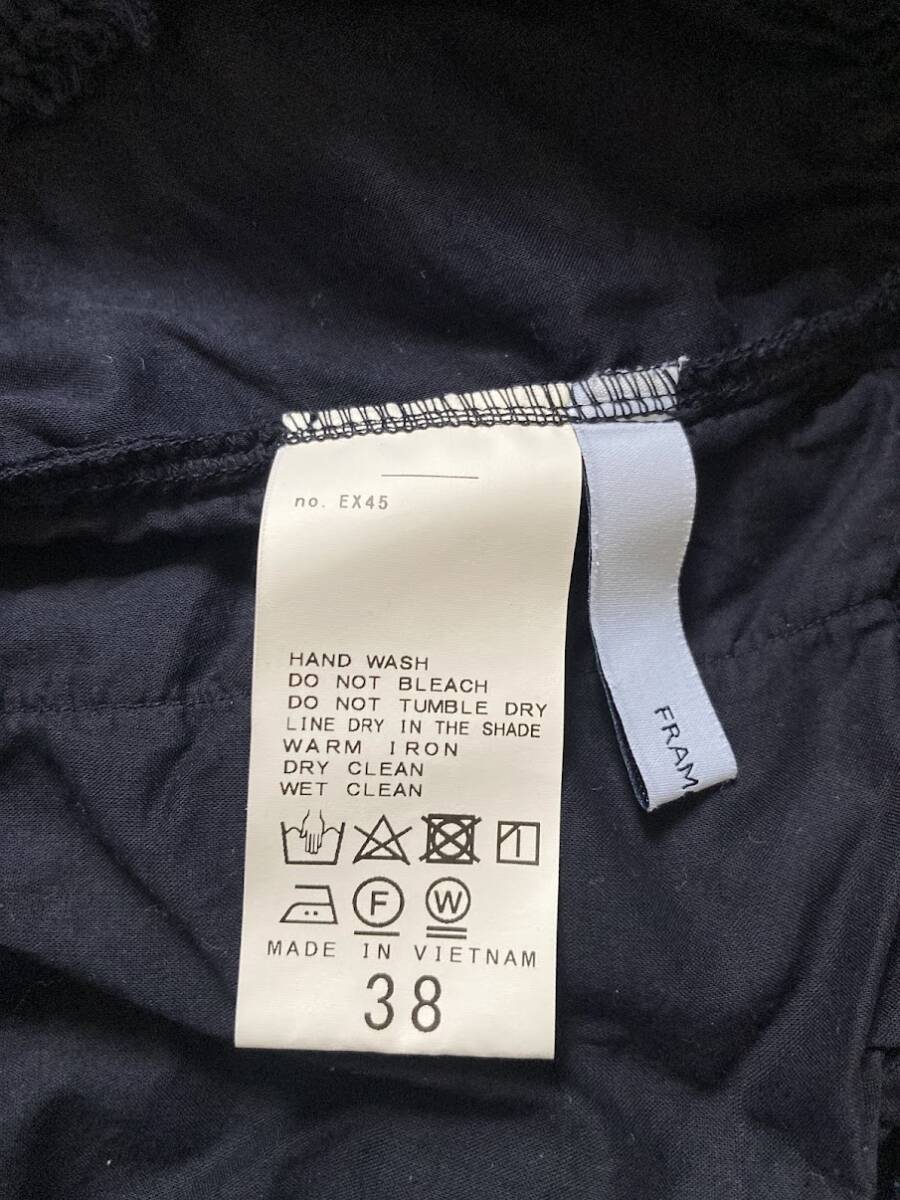 no. EX45
HAND WASH
DO NOT BLEACH
DO NOT TUMBLE DRY
LINE DRY IN THE SHADE
WARM IRON
DRY CLEAN
WET CLEAN
F W
MADE IN VIETNAM
38
FRAM